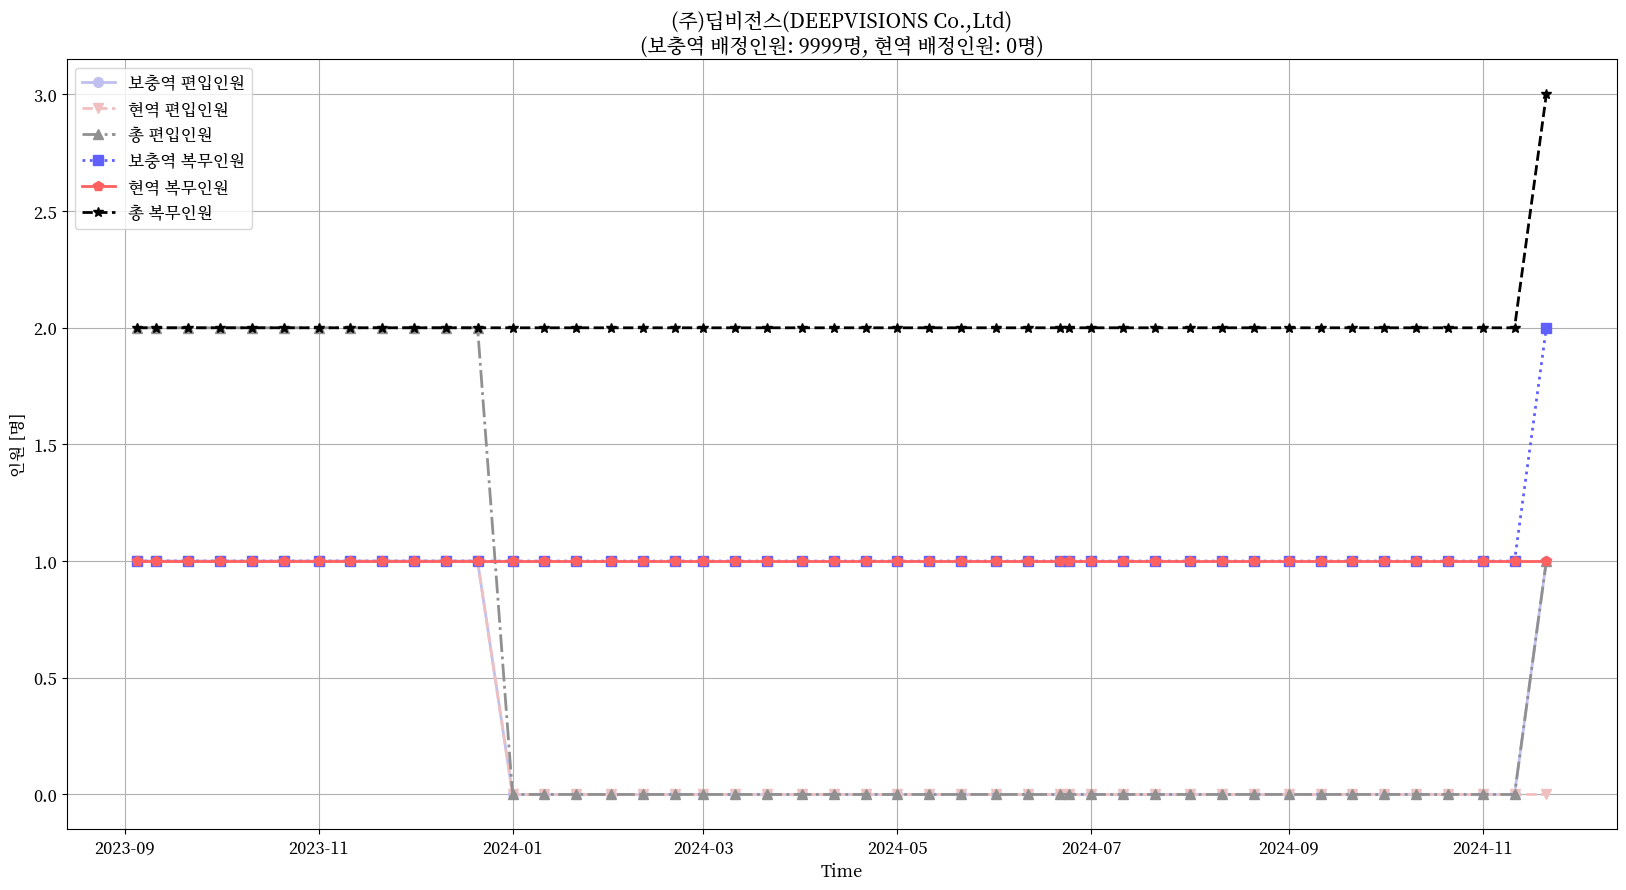 (주)딥비전스(DEEPVISIONS Co.,Ltd)
(보충역 배정인원: 9999명, 현역 배정인원: 0명)
보충역 편입인원
현역 편입인원
총 편입인원
보충역 복무인원
현역 복무인원
총 복무인원
3.0
2.5
2.0
1.5
1.0
0.5
0.0
인원 [명]
2023-09 2023-11 2024-01 2024-03 2024-05 2024-07 2024-09 2024-11
Time